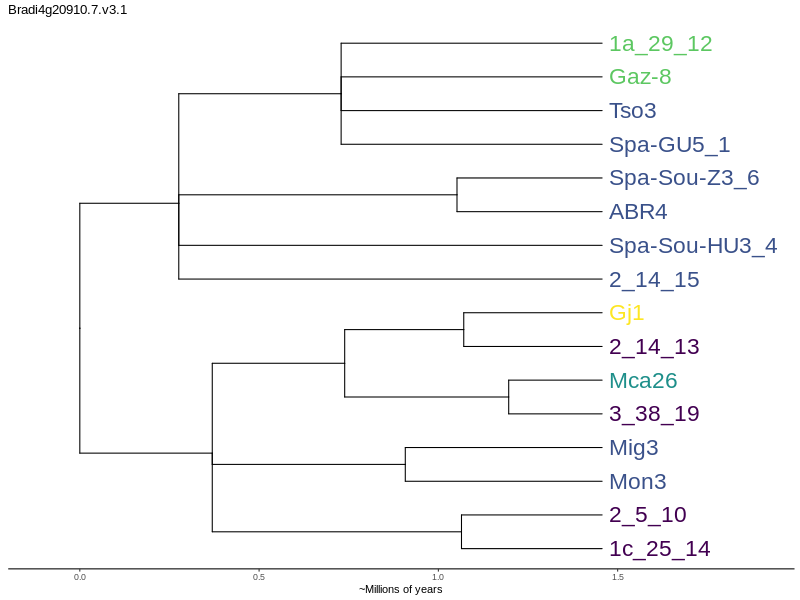 Bradi4g20910.7.v3.1
1a_29_12
Gaz-8
Tso3
Spa-GU5_1
Spa-Sou-Z3_6
ABR4
Spa-Sou-HU3_4
2_14_15
Gj1
2_14_13
Mca26
3_38_19
Mig3
Mon3
2_5_10
1c_25_14
0.0 0.5 1.0 1.5
~Millions of years